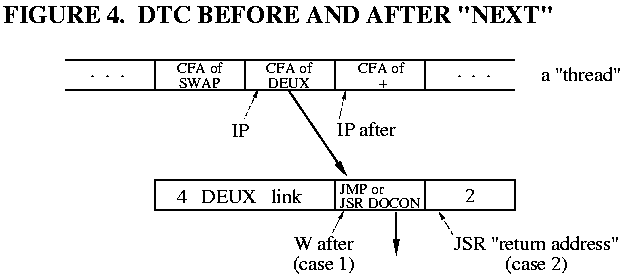 FIGURE 4. DTC BEFORE AND AFTER "NEXT"
. . . CFA of SWAP CFA of DEUX CFA of + . . . a "thread"
IP IP after
4 DEUX link JMP or JSR DOCON 2
W after (case 1) JSR "return address" (case 2)